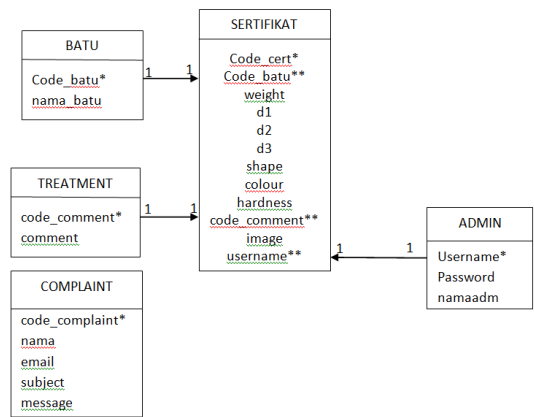 BATU
Code_batu*
nama_batu
1
1
SERTIFIKAT
Code_cert*
Code_batu**
weight
d1
d2
d3
shape
colour
hardness
code_comment**
image
username**
TREATMENT
code_comment*
comment
1
1
ADMIN
Username*
Password
namaadm
1
1
COMPLAINT
code_complaint*
nama
email
subject
message